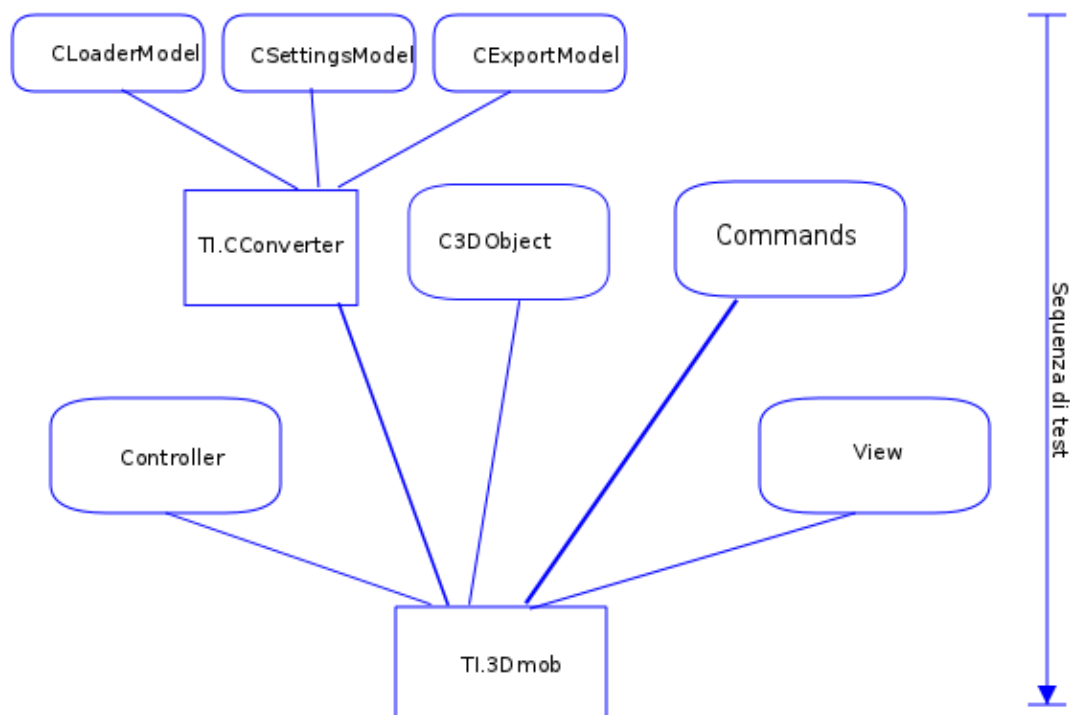 CLoaderModel
CSettingsModel
CExportModel
TI.CConverter
C3DObject
Commands
Sequenza di test
Controller
View
TI.3Dmob